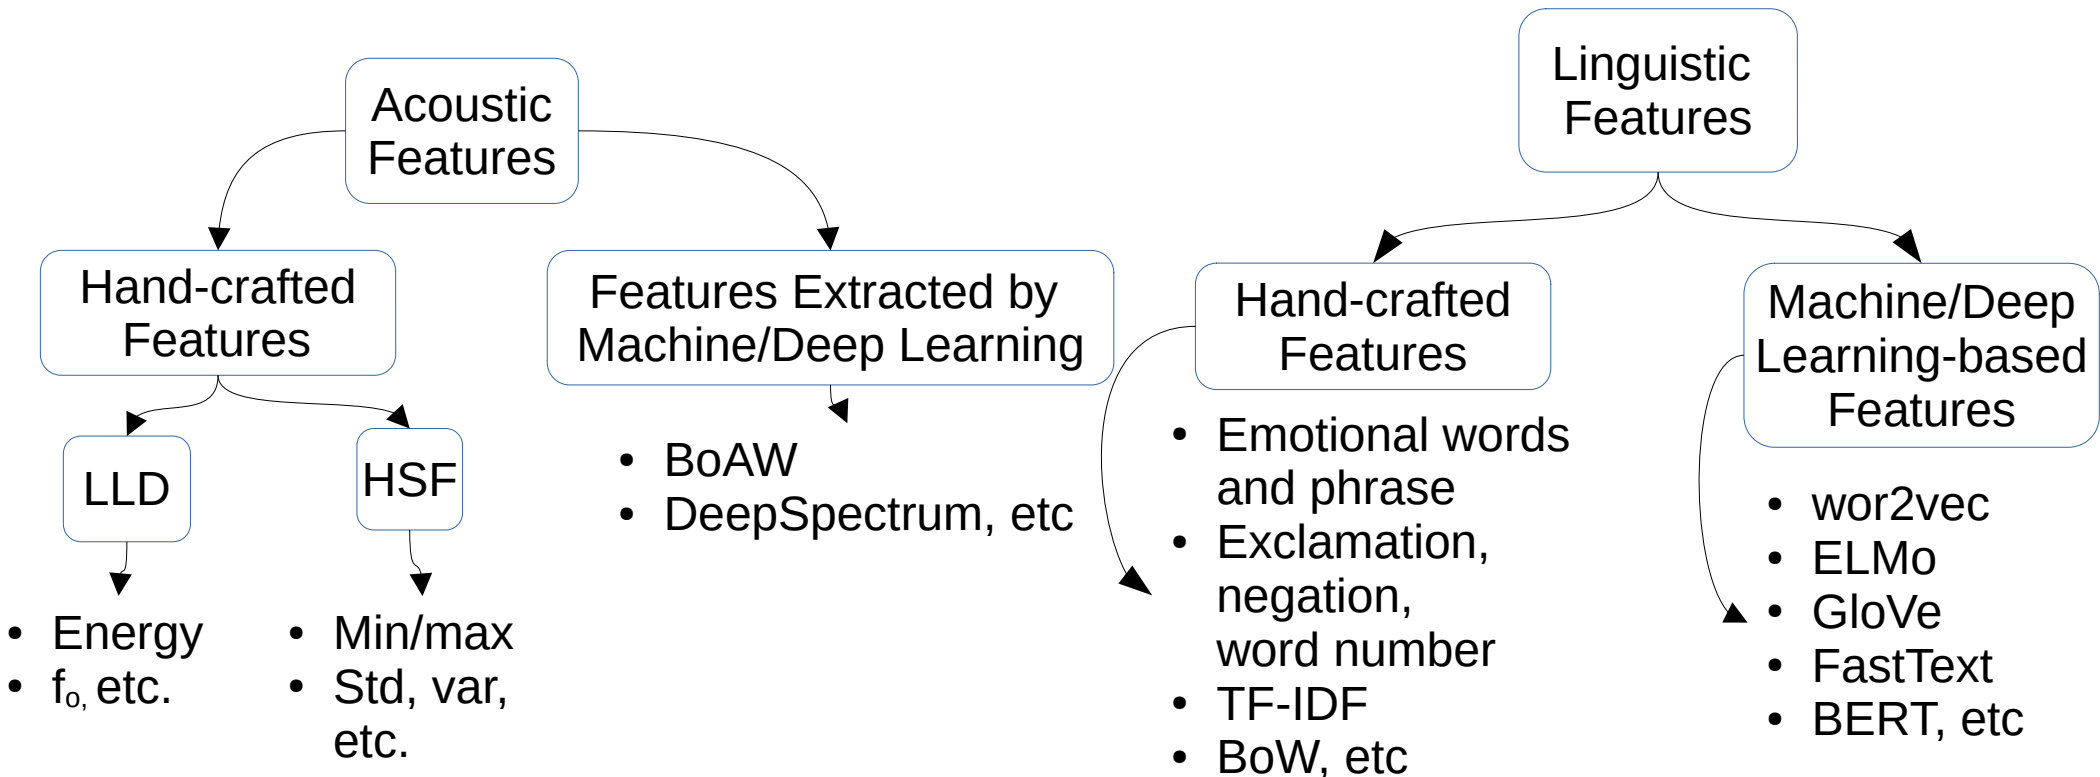 Acoustic
Features
Hand-crafted
Features
LLD
• Energy
• fo, etc.
HSF
• Min/max
• Std, var,
etc.
Features Extracted by
Machine/Deep Learning
• BoAW
• DeepSpectrum, etc
Linguistic
Features
Hand-crafted
Features
• Emotional words
and phrase
• Exclamation,
negation,
word number
• TF-IDF
• BoW, etc
Machine/Deep
Learning-based
Features
• wor2vec
• ELMo
• GloVe
• FastText
• BERT, etc